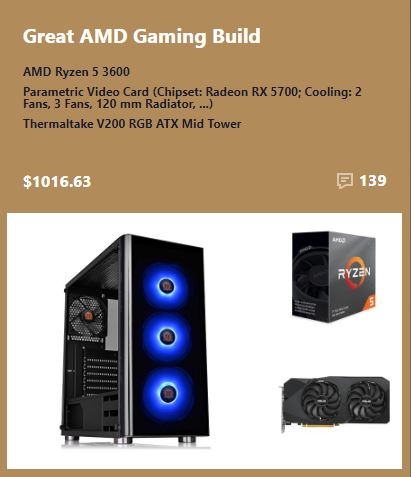 Great AMD Gaming Build
AMD Ryzen 5 3600
Parametric Video Card (Chipset: Radeon RX 5700; Cooling: 2
Fans, 3 Fans, 120 mm Radiator, ...)
Thermaltake V200 RGB ATX Mid Tower
$1016.63
139
AMD
RYZEN
5